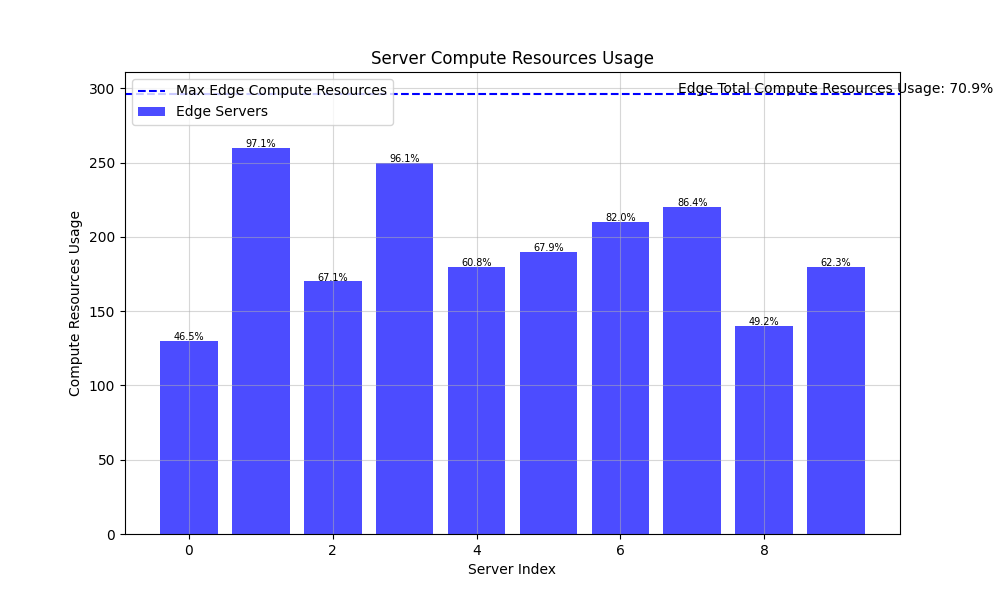 Server Compute Resources Usage
Max Edge Compute Resources
Edge Servers
Edge Total Compute Resources Usage: 70.9%
Compute Resources Usage
300
250
200
150
100
50
0
46.5%
97.1%
67.1%
96.1%
60.8%
67.9%
82.0%
86.4%
49.2%
62.3%
0 2 4 6 8
Server Index